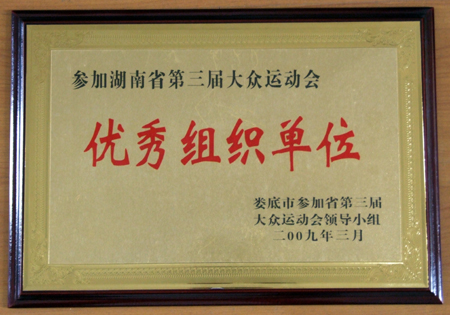 参加湖南省第三届大众运动会
优秀组织单位
娄底市参加省第三届
大众运动会领导小组
二00九年三月